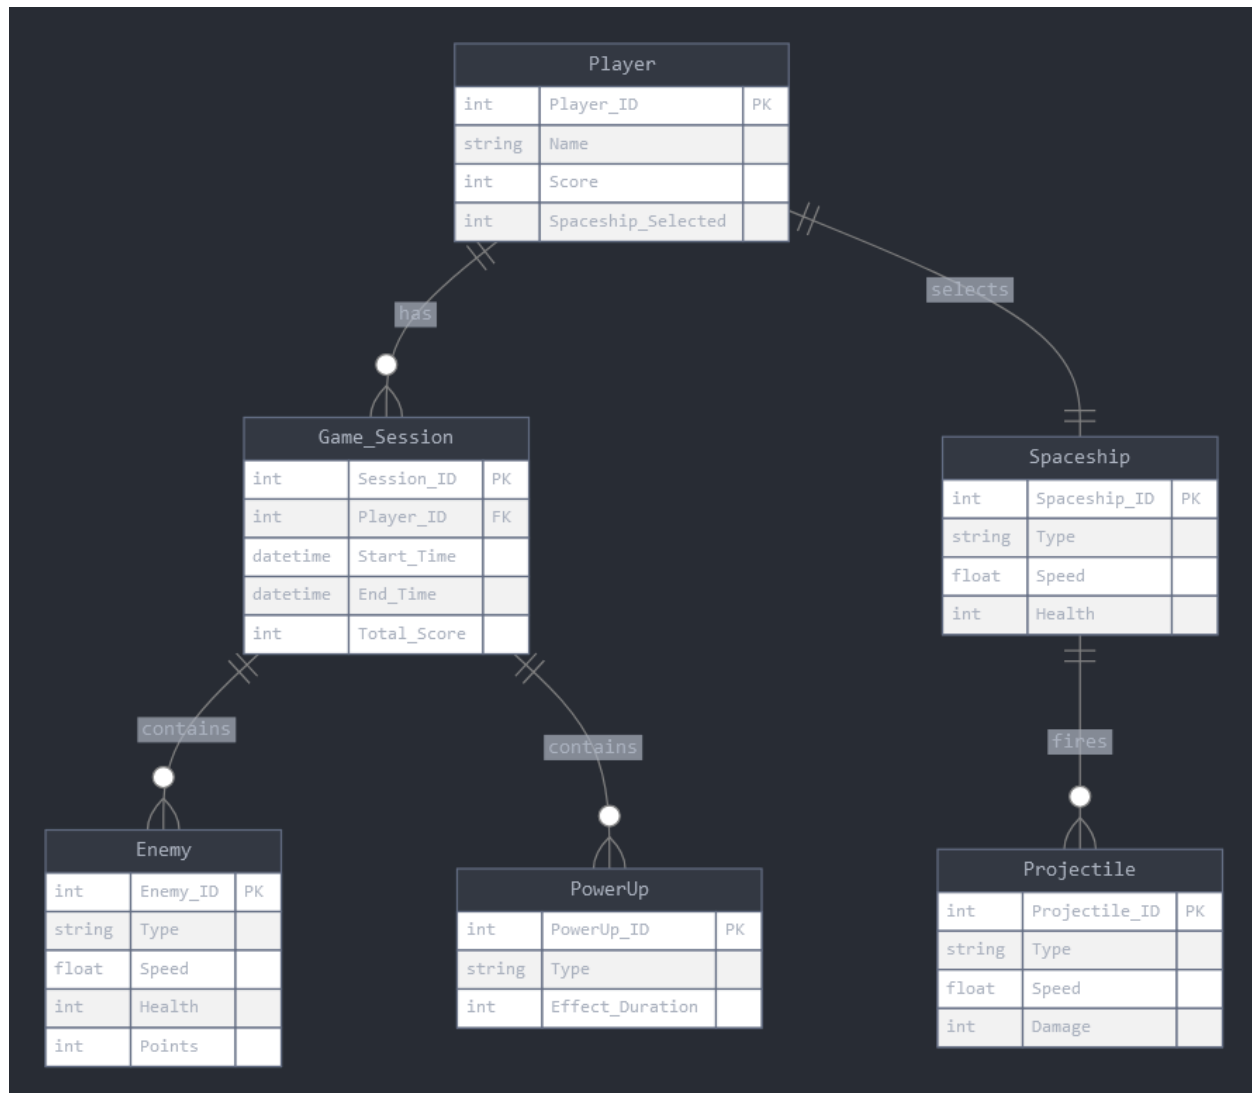 Player
int Player_ID PK
string Name
int Score
int Spaceship_Selected
has
selects
Game_Session
int Session_ID PK
int Player_ID FK
datetime Start_Time
datetime End_Time
int Total_Score
Spaceship
int Spaceship_ID PK
string Type
float Speed
int Health
contains
contains
fires
Enemy
int Enemy_ID PK
string Type
float Speed
int Health
int Points
PowerUp
int PowerUp_ID PK
string Type
int Effect_Duration
Projectile
int Projectile_ID PK
string Type
float Speed
int Damage